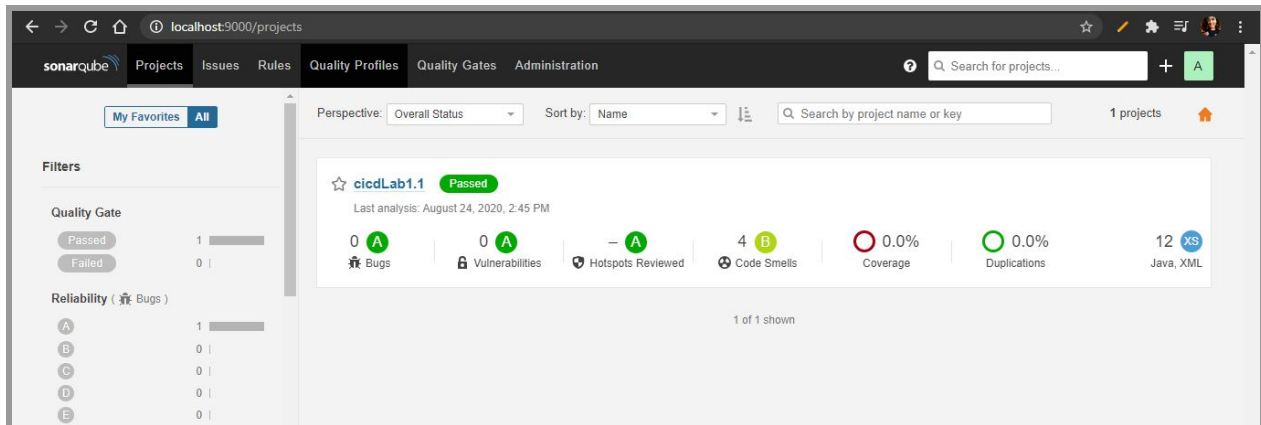 localhost:9000/projects
sonarqube Projects Issues Rules Quality Profiles Quality Gates Administration ? Search for projects... + A
My Favorites All
Perspective: Overall Status Sort by: Name Search by project name or key 1 projects
Filters
Quality Gate
Passed 1
Failed 0
Reliability ( Bugs )
A 1
B 0
C 0
D 0
E 0
cicdLab1.1 Passed
Last analysis: August 24, 2020, 2:45 PM
0 A 0 A – A 4 B 0.0% 0.0% 12 XS
Bugs Vulnerabilities Hotspots Reviewed Code Smells Coverage Duplications Java, XML
1 of 1 shown